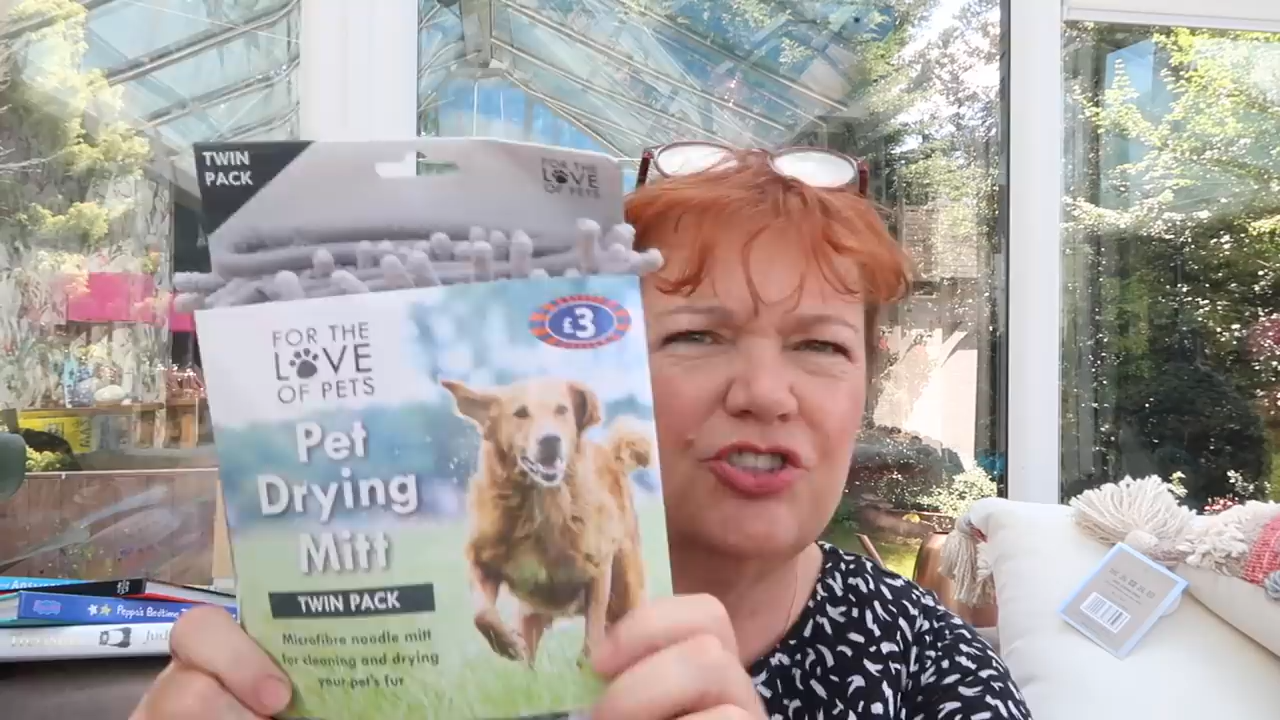 TWIN
PACK
FOR THE
LOVE
OF PETS
£3
FOR THE
LOVE
OF PETS
Pet
Drying
Mitt
TWIN PACK
Microfibre noodle mitt
for cleaning and drying
your pet's fur
Peppa's Bedtime